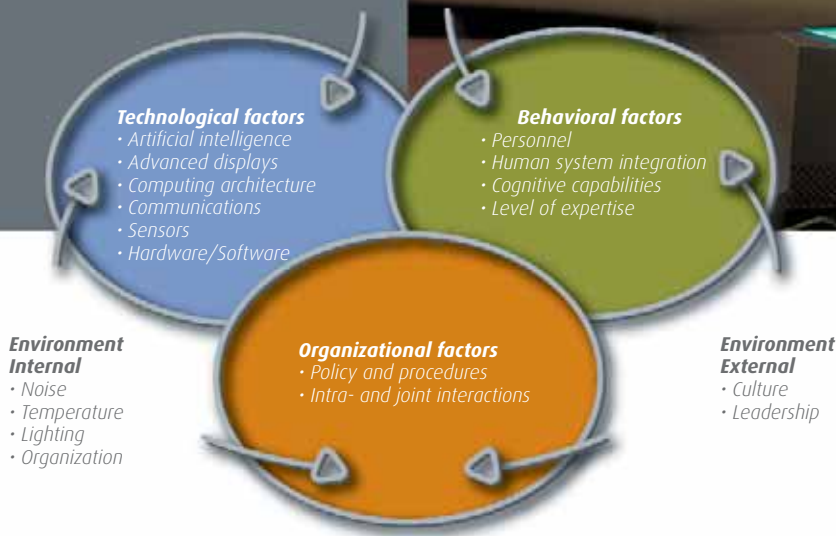 Technological factors
· Artificial intelligence
· Advanced displays
· Computing architecture
· Communications
· Sensors
· Hardware/Software
Behavioral factors
· Personnel
· Human system integration
· Cognitive capabilities
· Level of expertise
Organizational factors
· Policy and procedures
· Intra- and joint interactions
Environment
Internal
· Noise
· Temperature
· Lighting
· Organization
Environment
External
· Culture
· Leadership